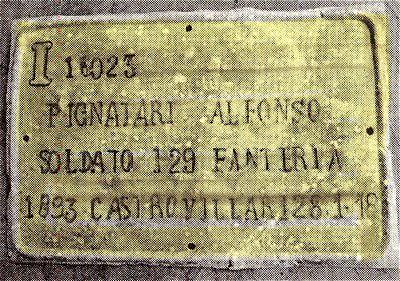 I 16023
PIGNATARI ALFONSO
SOLDATO 129 FANTERIA
1893 CASTROVILLARI 28.1.18